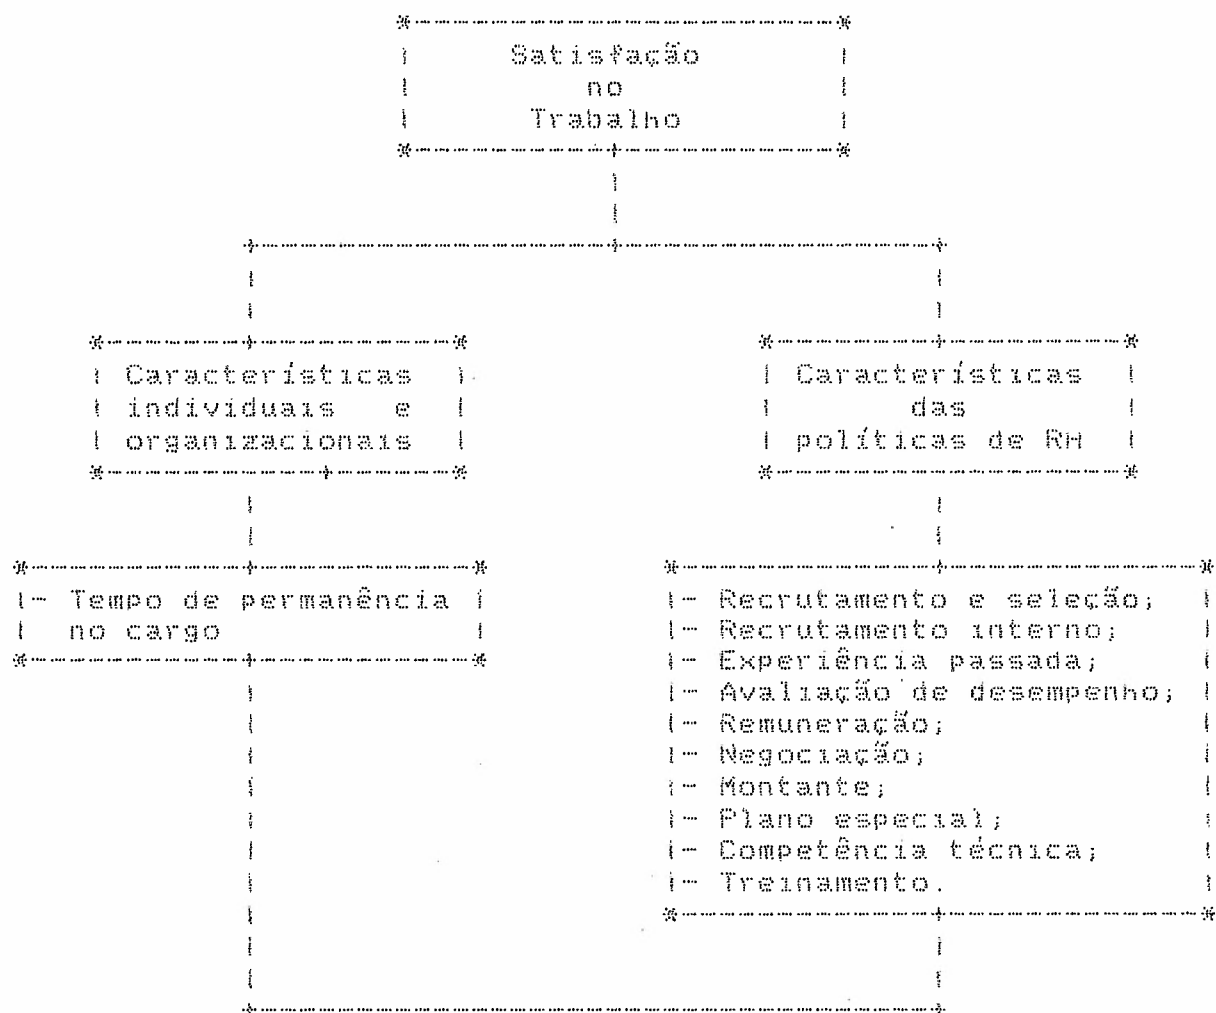 Satisfação
no
Trabalho
Características
individuais e
organizacionais
Características
das
políticas de RH
- Tempo de permanência
no cargo
- Recrutamento e seleção;
- Recrutamento interno;
- Experiência passada;
- Avaliação de desempenho;
- Remuneração;
- Negociação;
- Montante;
- Plano especial;
- Competência técnica;
- Treinamento.